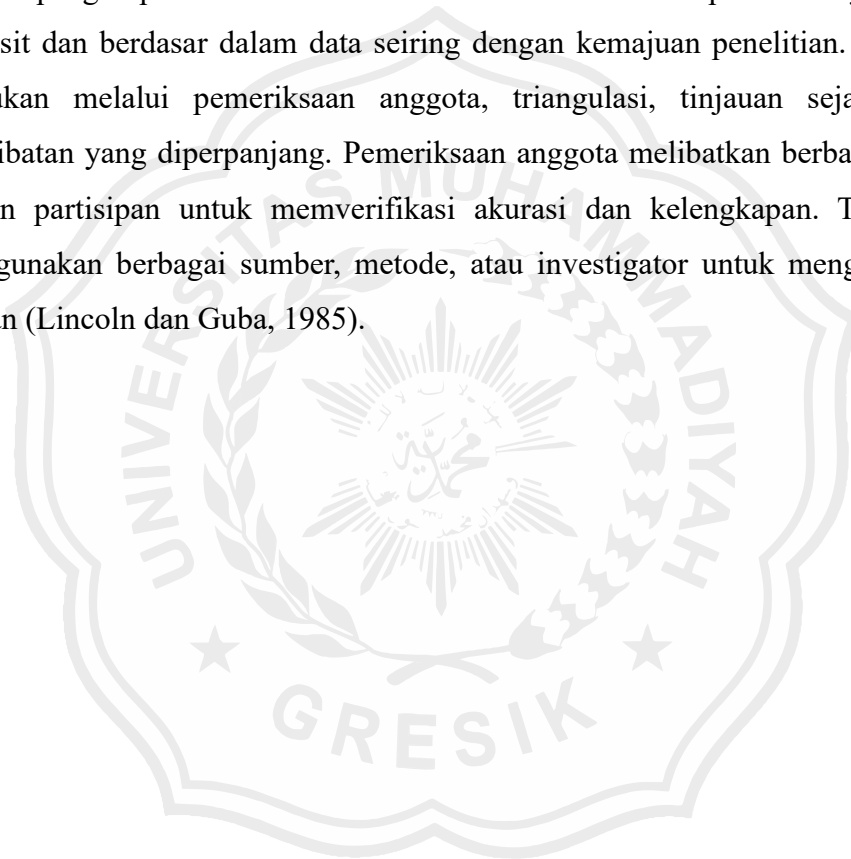 sit dan berdasar dalam data seiring dengan kemajuan penelitian.
kan melalui pemeriksaan anggota, triangulasi, tinjauan seja
ibatan yang diperpanjang. Pemeriksaan anggota melibatkan berba
n partisipan untuk memverifikasi akurasi dan kelengkapan. T
gunakan berbagai sumber, metode, atau investigator untuk meng
n (Lincoln dan Guba, 1985).
UNIVERSITAS MUHAMMADIYAH
GRESIK
محمدية